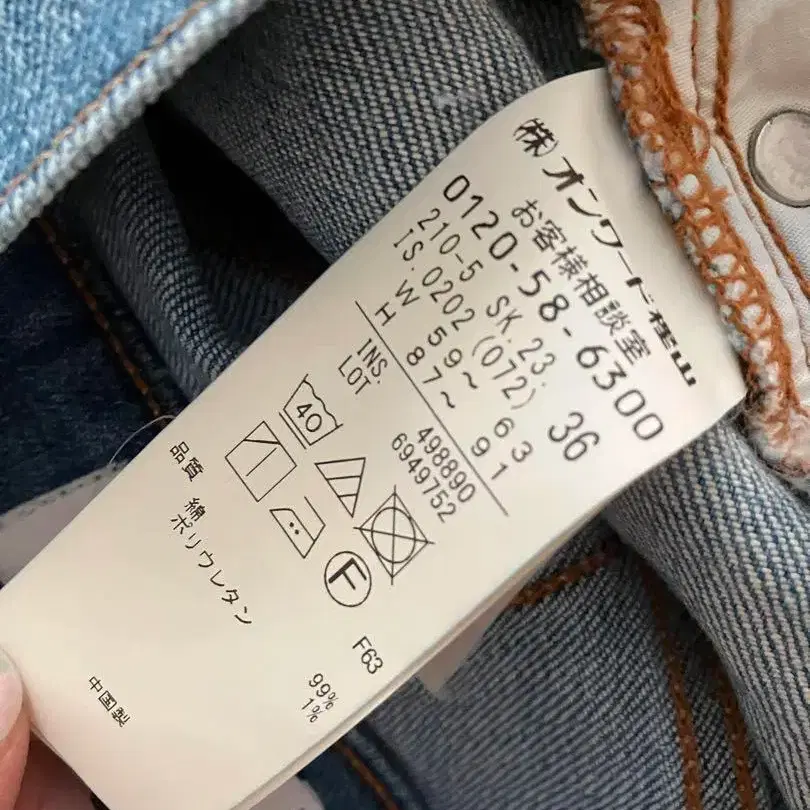 (株)オンワード樫山
お客様相談室
0120-58-6300
210-5 SK.23. 36
IS.0202 (072)
W 59~ 63
H 87~ 91
INS. 498890
LOT 6949752
40
F
F63
品質 綿 99%
ポリウレタン 1%
中国製